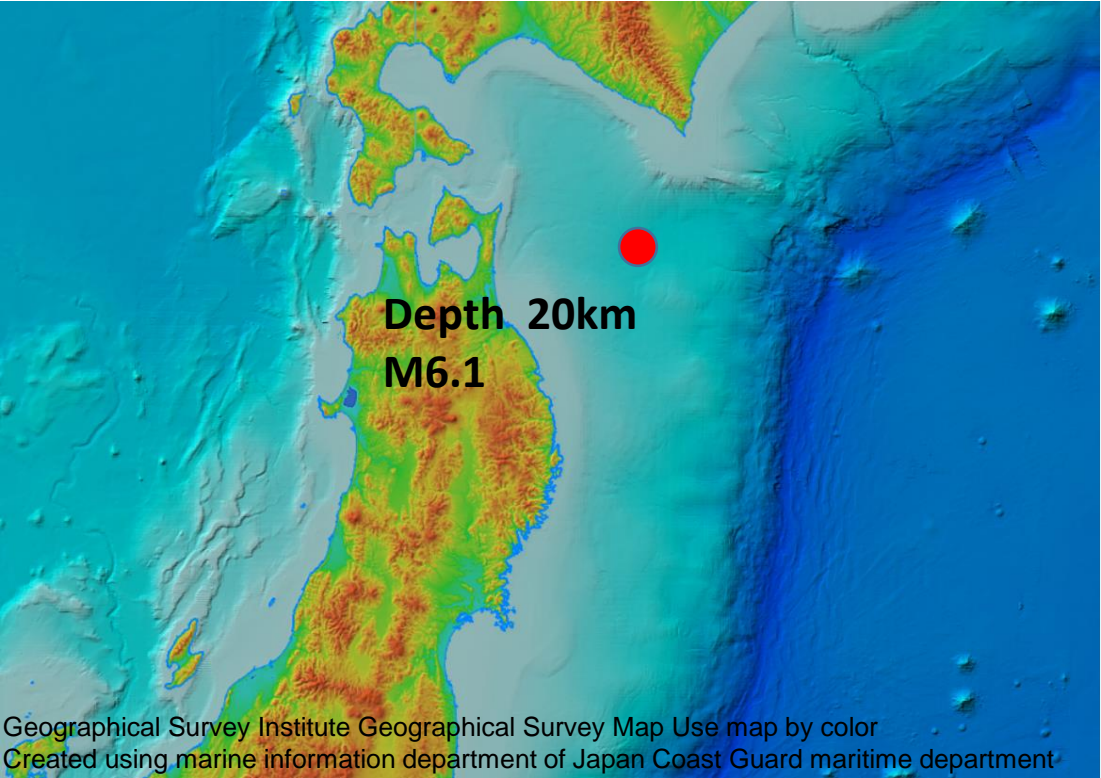 Depth 20km
M6.1
Geographical Survey Institute Geographical Survey Map Use map by color
Created using marine information department of Japan Coast Guard maritime department